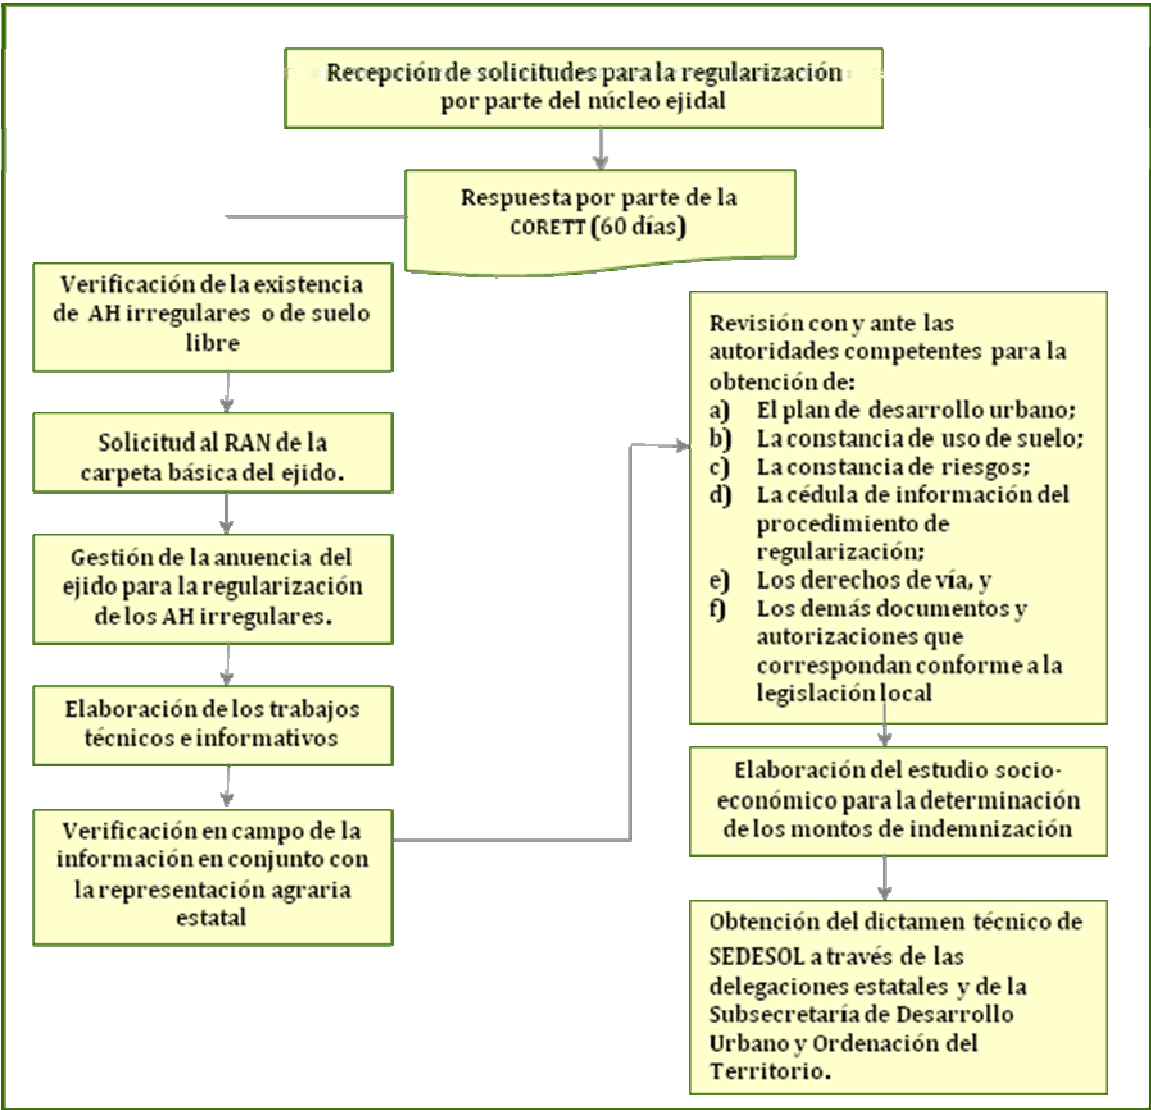 Recepción de solicitudes para la regularización
por parte del núcleo ejidal
Respuesta por parte de la
CORETT (60 días)
Verificación de la existencia
de AH irregulares o de suelo
libre
Solicitud al RAN de la
carpeta básica del ejido.
Gestión de la anuencia del
ejido para la regularización
de los AH irregulares.
Elaboración de los trabajos
técnicos e informativos
Verificación en campo de la
información en conjunto con
la representación agraria
estatal
Revisión con y ante las
autoridades competentes para la
obtención de:
a) El plan de desarrollo urbano;
b) La constancia de uso de suelo;
c) La constancia de riesgos;
d) La cédula de información del
procedimiento de
regularización;
e) Los derechos de vía, y
f) Los demás documentos y
autorizaciones que
correspondan conforme a la
legislación local
Elaboración del estudio socio-
económico para la determinación
de los montos de indemnización
Obtención del dictamen técnico de
SEDESOL a través de las
delegaciones estatales y de la
Subsecretaría de Desarrollo
Urbano y Ordenación del
Territorio.